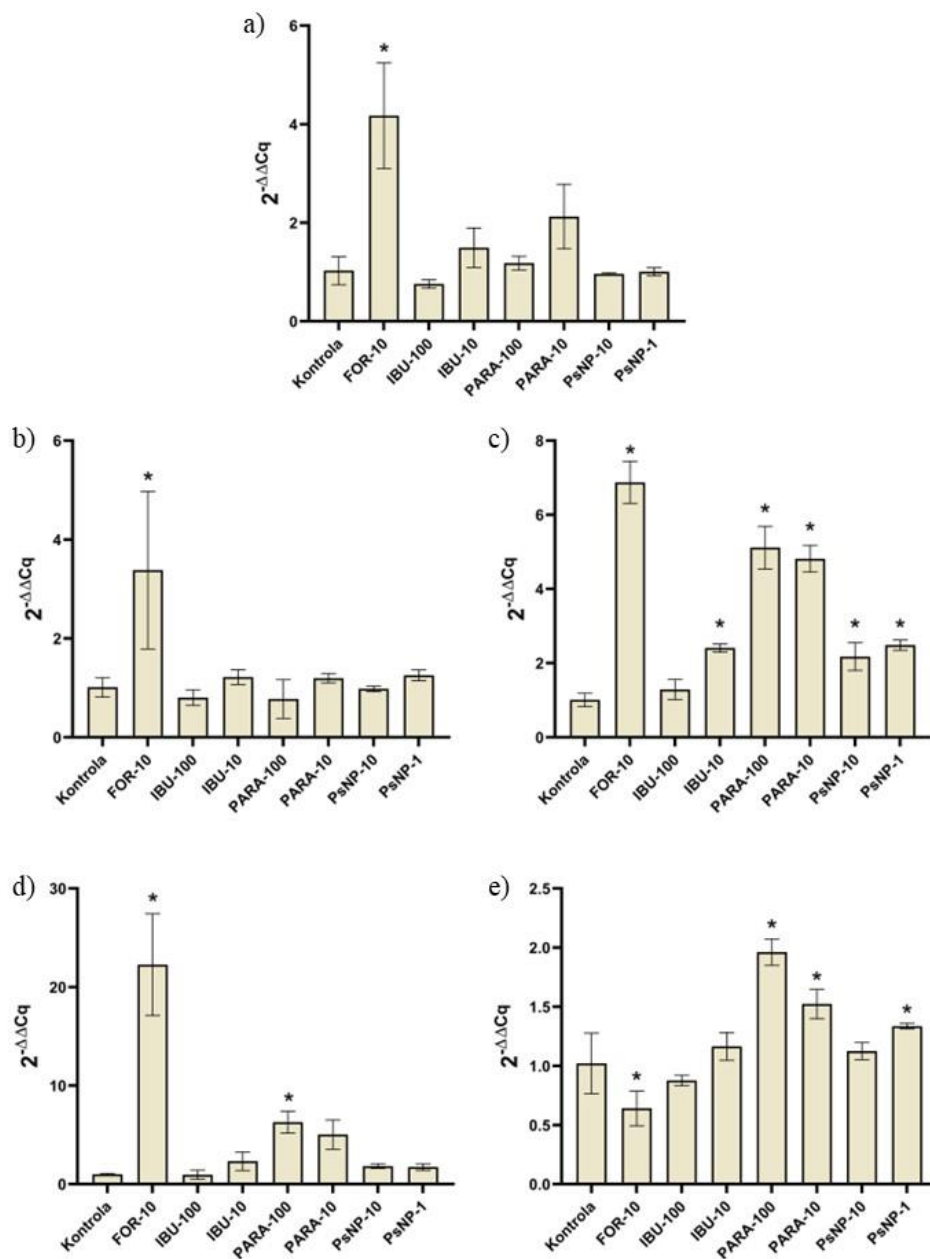 a)
6
4
2
0
2^-ΔΔCq
*
Kontrola
FOR-10
IBU-100
IBU-10
PARA-100
PARA-10
PsNP-10
PsNP-1
b)
6
4
2
0
2^-ΔΔCq
*
Kontrola
FOR-10
IBU-100
IBU-10
PARA-100
PARA-10
PsNP-10
PsNP-1
c)
8
6
4
2
0
2^-ΔΔCq
* * * * * *
Kontrola
FOR-10
IBU-100
IBU-10
PARA-100
PARA-10
PsNP-10
PsNP-1
d)
30
20
10
0
2^-ΔΔCq
* *
Kontrola
FOR-10
IBU-100
IBU-10
PARA-100
PARA-10
PsNP-10
PsNP-1
e)
2.5
2.0
1.5
1.0
0.5
0.0
2^-ΔΔCq
* * * *
Kontrola
FOR-10
IBU-100
IBU-10
PARA-100
PARA-10
PsNP-10
PsNP-1